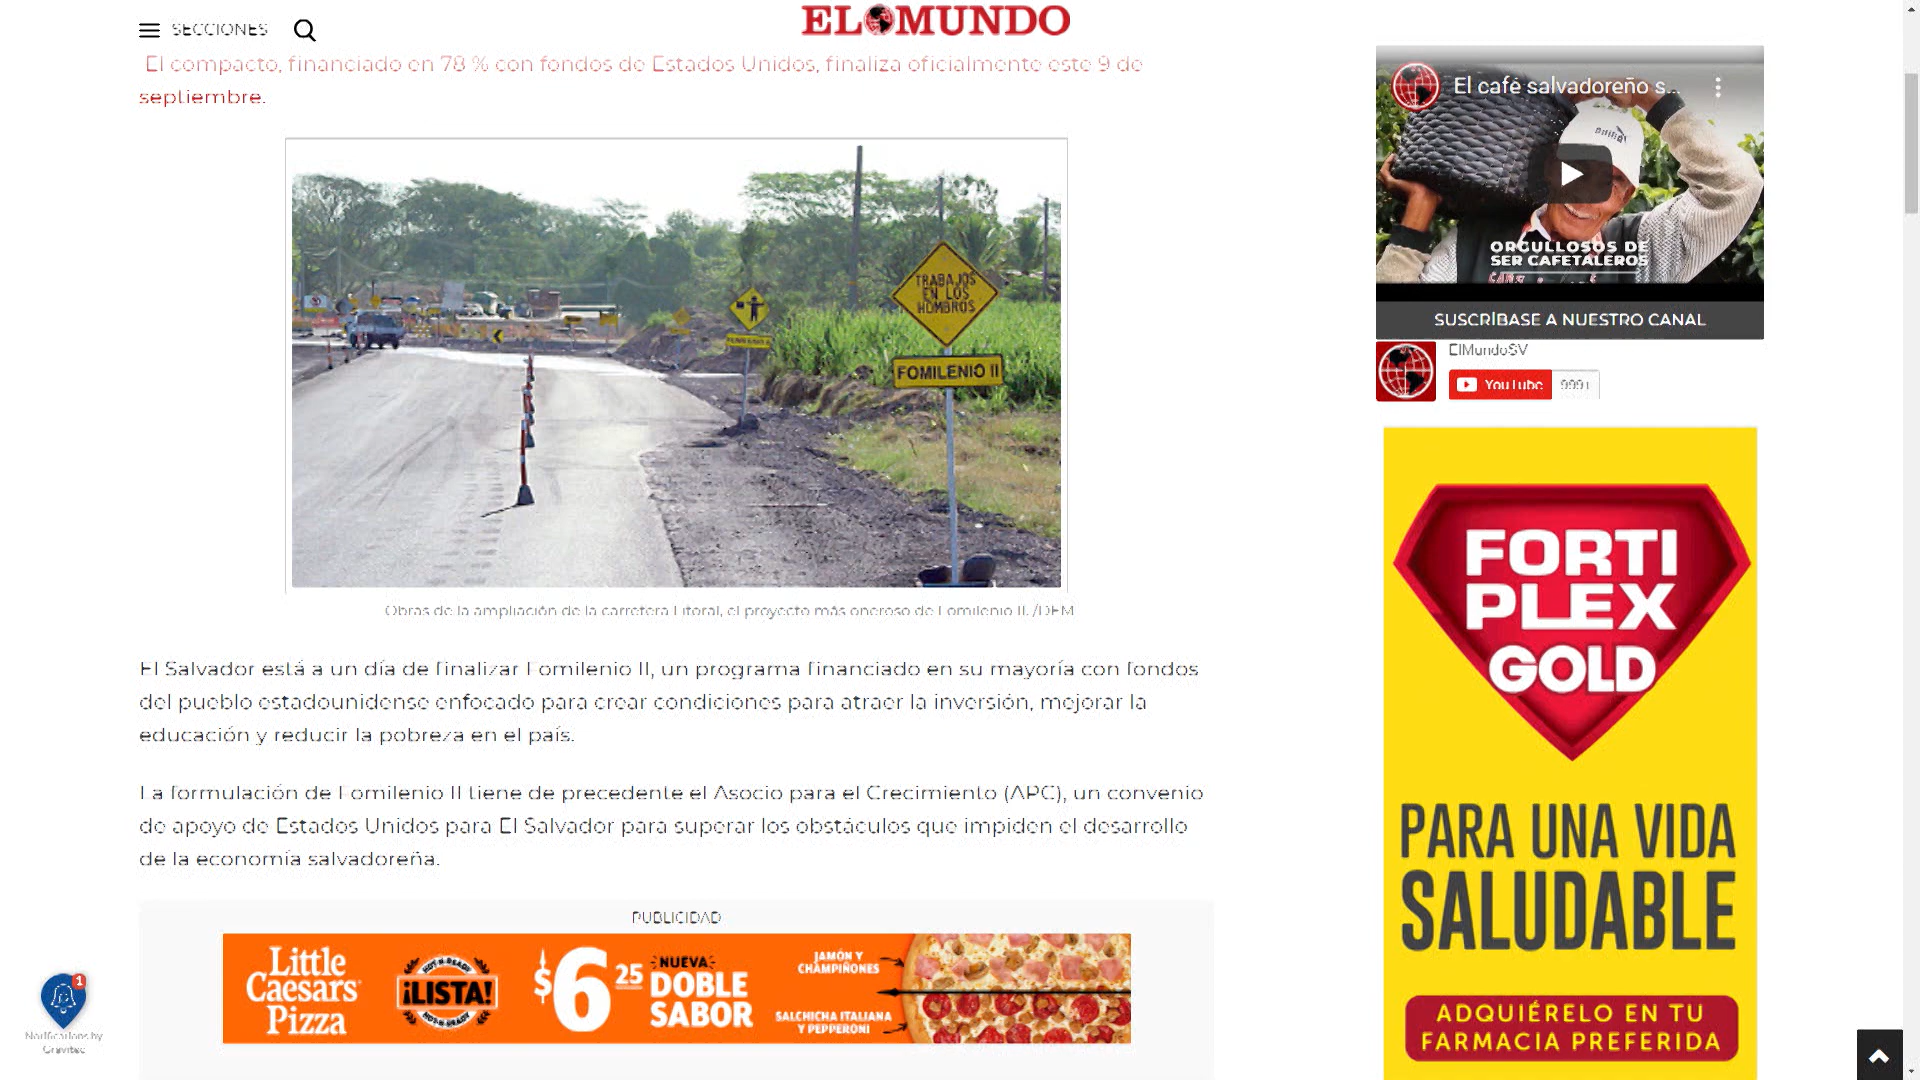 SECCIONES
EL MUNDO
El compacto, financiado en 78 % con fondos de Estados Unidos, finaliza oficialmente este 9 de
septiembre.
TRABAJOS
EN LOS
HOMBROS
FOMILENIO II
Obras de la ampliación de la carretera Litoral, el proyecto más oneroso de Fomilenio II. /DEM
El Salvador está a un día de finalizar Fomilenio II, un programa financiado en su mayoría con fondos
del pueblo estadounidense enfocado para crear condiciones para atraer la inversión, mejorar la
educación y reducir la pobreza en el país.
La formulación de Fomilenio II tiene de precedente el Asocio para el Crecimiento (APC), un convenio
de apoyo de Estados Unidos para El Salvador para superar los obstáculos que impiden el desarrollo
de la economía salvadoreña.
PUBLICIDAD
Little
Caesars
Pizza
HOT-N-READY
¡LISTA!
HOT-N-READY
$6 25
NUEVA
DOBLE
SABOR
JAMÓN Y
CHAMPIÑONES
SALCHICHA ITALIANA
Y PEPPERONI
1
Notifications by
Gravitec
El café salvadoreño s...
ORGULLOSOS DE
SER CAFETALEROS
SUSCRÍBASE A NUESTRO CANAL
ElMundoSV
YouTube 999+
FORTI
PLEX
GOLD
PARA UNA VIDA
SALUDABLE
ADQUIÉRELO EN TU
FARMACIA PREFERIDA